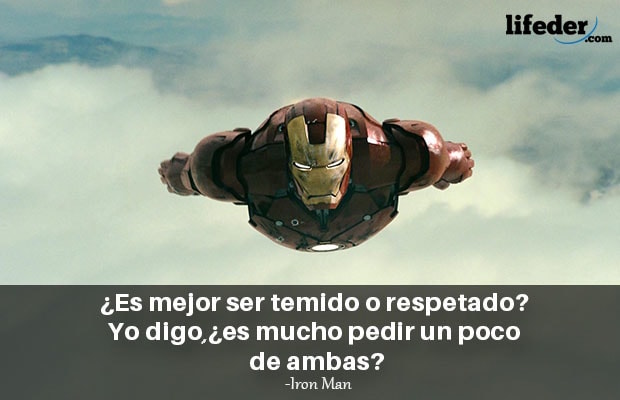 lifeder
.com
¿Es mejor ser temido o respetado?
Yo digo,¿es mucho pedir un poco
de ambas?
-Iron Man